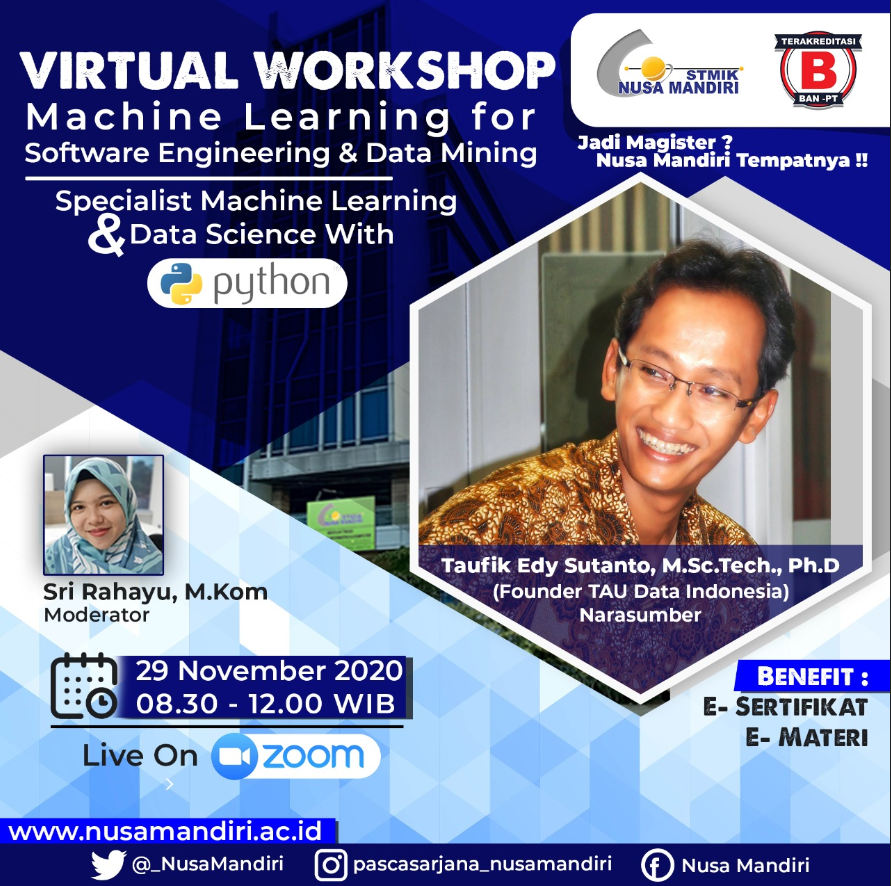 VIRTUAL WORKSHOP
Machine Learning for
Software Engineering & Data Mining
Specialist Machine Learning
& Data Science With
python
STMIK
NUSA MANDIRI
TERAKREDITASI
B
BAN-PT
Jadi Magister ?
Nusa Mandiri Tempatnya !!
NUSA MANDIRI
Taufik Edy Sutanto, M.Sc.Tech., Ph.D
(Founder TAU Data Indonesia)
Narasumber
Sri Rahayu, M.Kom
Moderator
29 November 2020
08.30 - 12.00 WIB
Live On zoom
BENEFIT :
E- SERTIFIKAT
E- MATERI
www.nusamandiri.ac.id
@_NusaMandiri
pascasarjana_nusamandiri
Nusa Mandiri